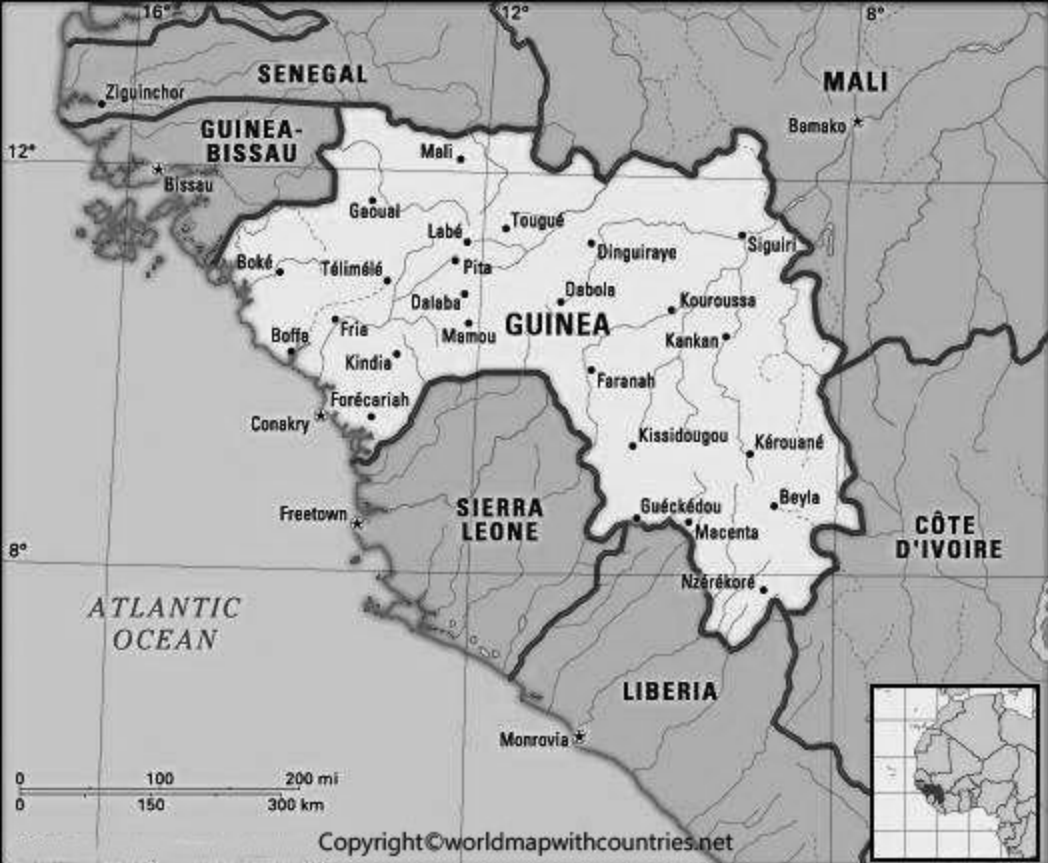 16°
12°
8°
SENEGAL
MALI
Ziguinchor
Bamako
GUINEA-
BISSAU
12°
Mali
Bissau
Gaoual
Tougué
Labé
Siguiri
Dinguiraye
Boké
Télimélé
Pita
Dabola
Dalaba
Kouroussa
GUINEA
Fria
Boffa
Mamou
Kankan
Kindia
Faranah
Forécariah
Conakry
Kissidougou
Kérouané
Beyla
Guéckédou
SIERRA
LEONE
Freetown
Macenta
CÔTE
D'IVOIRE
8°
Nzérékoré
ATLANTIC
OCEAN
LIBERIA
Monrovia
0 100 200 mi
0 150 300 km
Copyright©worldmapwithcountries.net